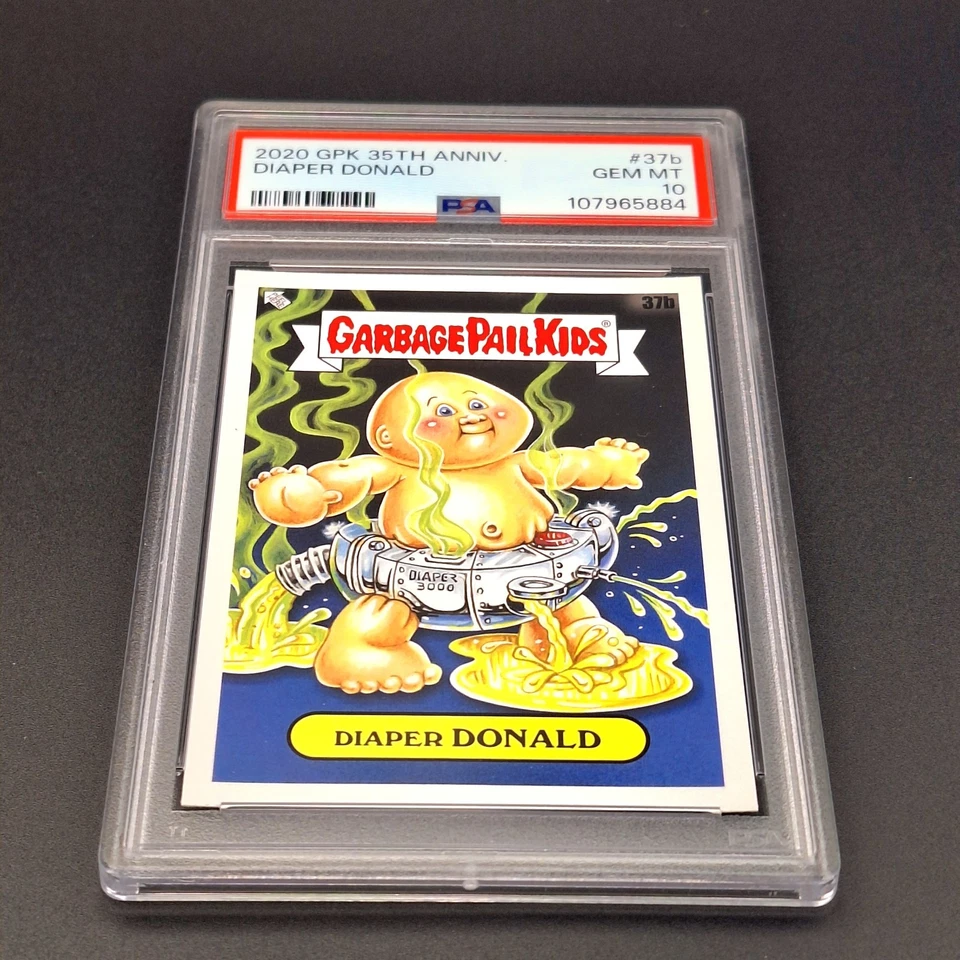 2020 GPK 35TH ANNIV. #37b
DIAPER DONALD GEM MT
10
PSA 107965884
37b
GARBAGE PAIL KIDS®
DIAPER
3000
DIAPER DONALD